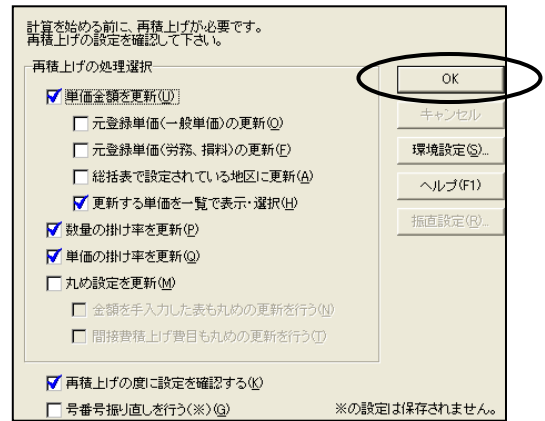 計算を始める前に、再積上げが必要です。
再積上げの設定を確認して下さい。
再積上げの処理選択
単価金額を更新(U)
元登録単価(一般単価)の更新(O)
元登録単価(労務、損料)の更新(F)
総括表で設定されている地区に更新(A)
更新する単価を一覧で表示・選択(H)
数量の掛け率を更新(P)
単価の掛け率を更新(Q)
丸め設定を更新(M)
金額を手入力した表も丸めの更新を行う(N)
間接費積上げ費目も丸めの更新を行う(T)
再積上げの度に設定を確認する(K)
号番号振り直しを行う(※)(G)
※の設定は保存されません。
OK
キャンセル
環境設定(S)...
ヘルプ(F1)
振直設定(R)...